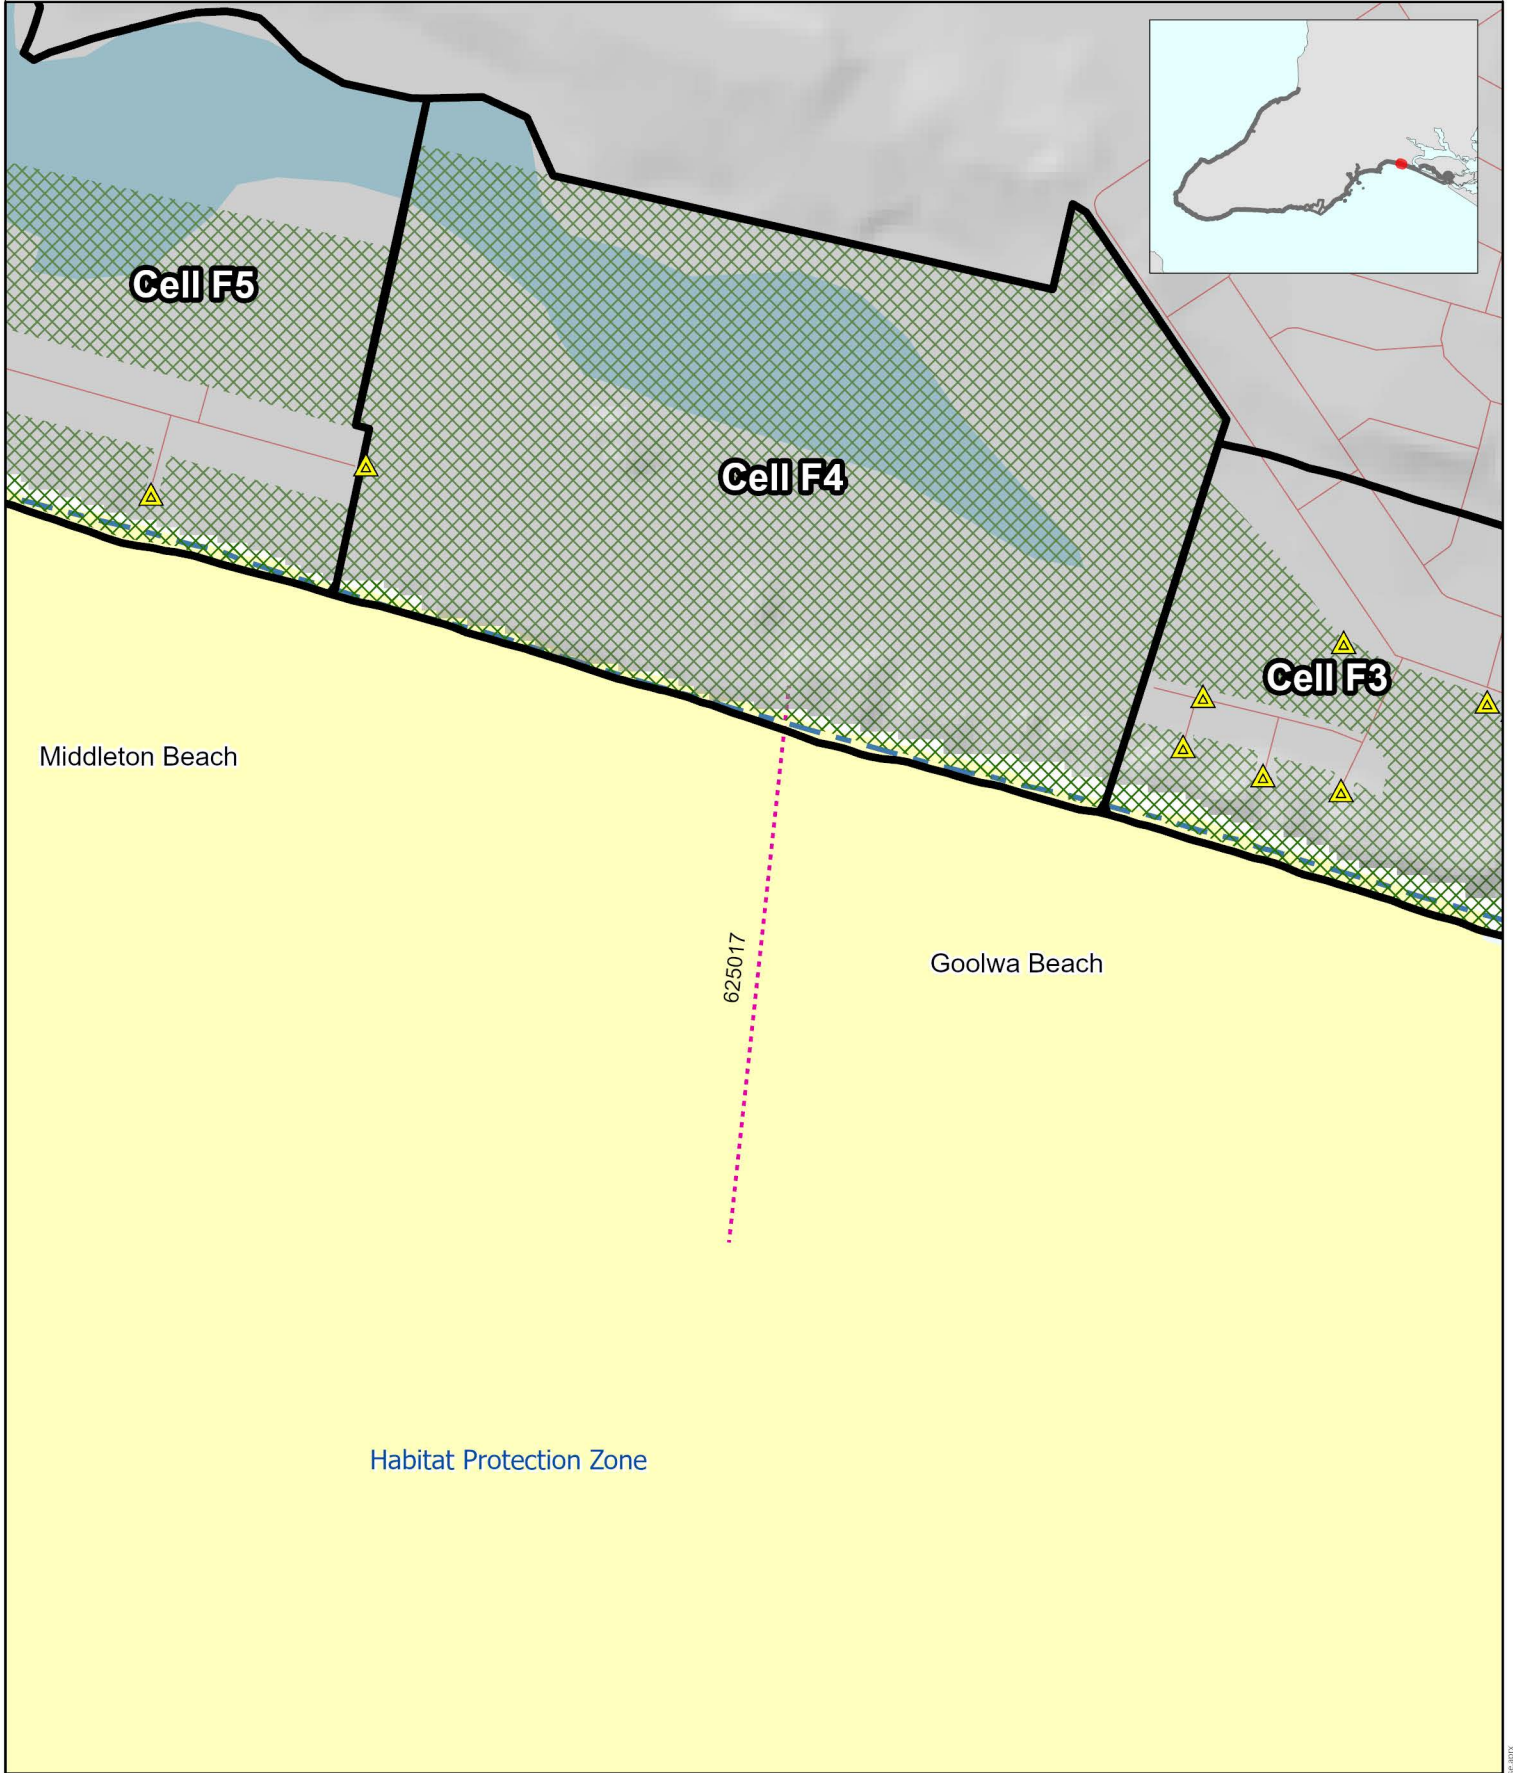 Cell F5
Cell F4
Cell F3
Middleton Beach
625017
Goolwa Beach
Habitat Protection Zone